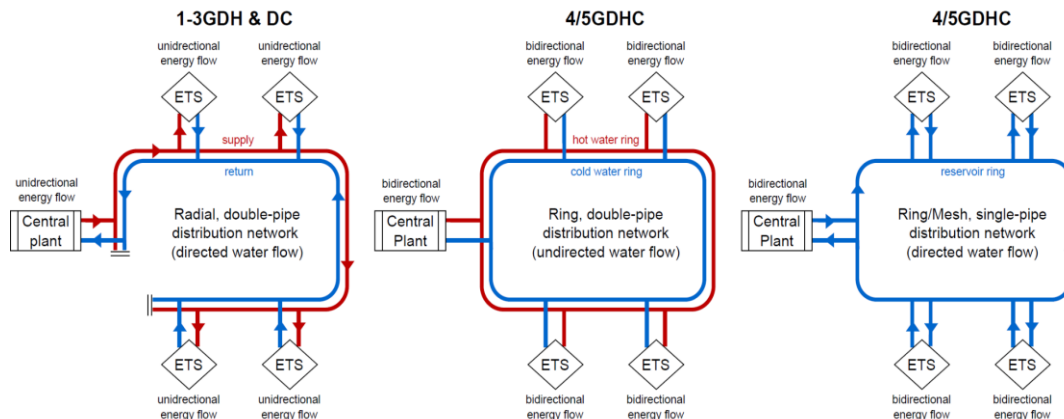 1-3GDH & DC
unidirectional
energy flow
unidirectional
energy flow
ETS
ETS
supply
return
unidirectional
energy flow
Central
plant
Radial, double-pipe
distribution network
(directed water flow)
ETS
ETS
unidirectional
energy flow
unidirectional
energy flow
4/5GDHC
bidirectional
energy flow
bidirectional
energy flow
ETS
ETS
hot water ring
cold water ring
bidirectional
energy flow
Central
Plant
Ring, double-pipe
distribution network
(undirected water flow)
ETS
ETS
bidirectional
energy flow
bidirectional
energy flow
4/5GDHC
bidirectional
energy flow
bidirectional
energy flow
ETS
ETS
reservoir ring
bidirectional
energy flow
Central
Plant
Ring/Mesh, single-pipe
distribution network
(directed water flow)
ETS
ETS
bidirectional
energy flow
bidirectional
energy flow